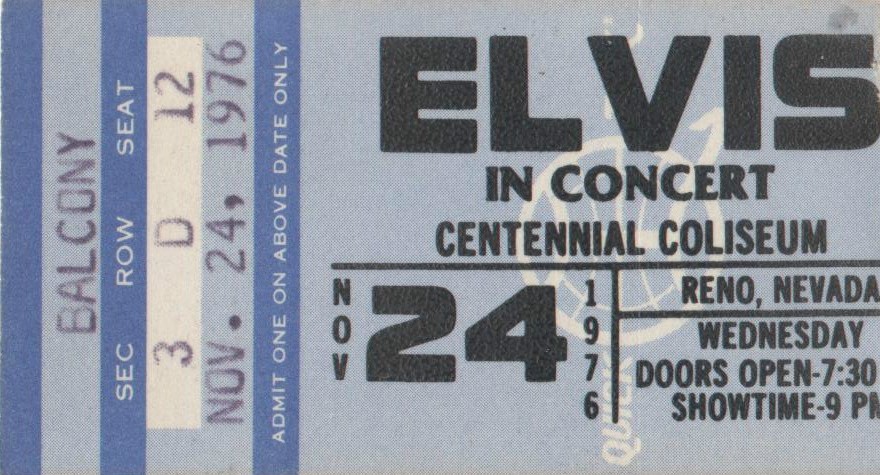 BALCONY
SEC ROW SEAT
3 D 12
NOV. 24, 1976
ADMIT ONE ON ABOVE DATE ONLY
ELVIS
IN CONCERT
CENTENNIAL COLISEUM
NOV 24 1976
RENO, NEVADA
WEDNESDAY
DOORS OPEN-7:30
SHOWTIME-9 PM
QUICK